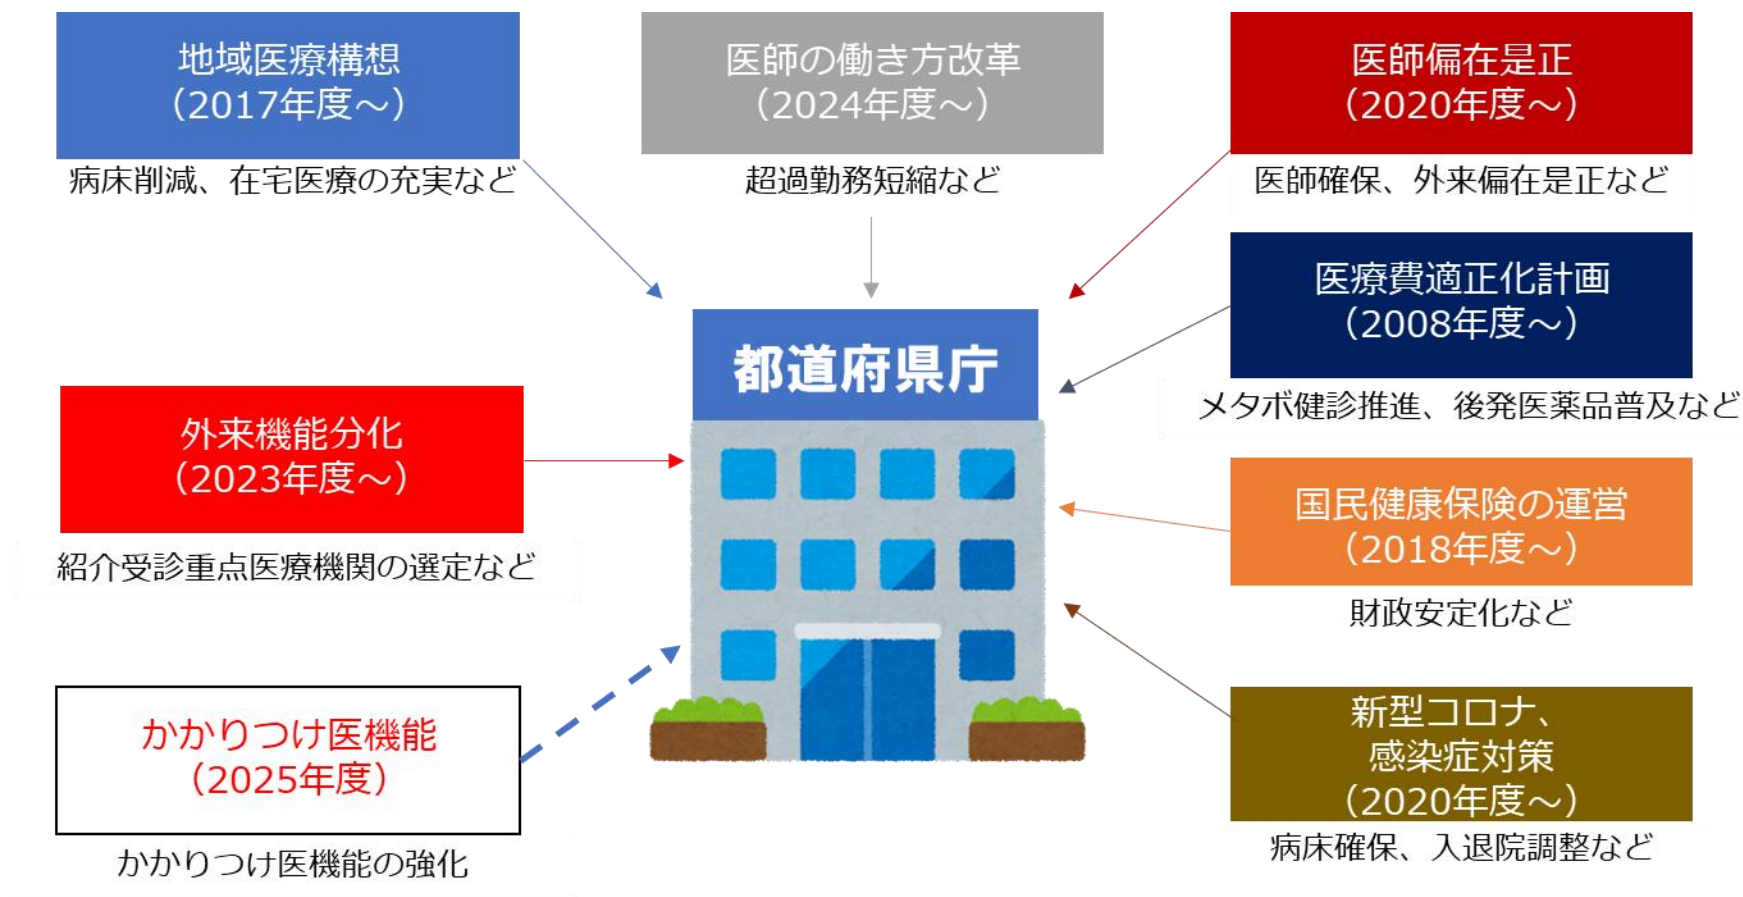 地域医療構想
（2017年度～）
病床削減、在宅医療の充実など
医師の働き方改革
（2024年度～）
超過勤務短縮など
医師偏在是正
（2020年度～）
医師確保、外来偏在是正など
医療費適正化計画
（2008年度～）
メタボ健診推進、後発医薬品普及など
都道府県庁
外来機能分化
（2023年度～）
紹介受診重点医療機関の選定など
国民健康保険の運営
（2018年度～）
財政安定化など
かかりつけ医機能
（2025年度）
かかりつけ医機能の強化
新型コロナ、
感染症対策
（2020年度～）
病床確保、入退院調整など